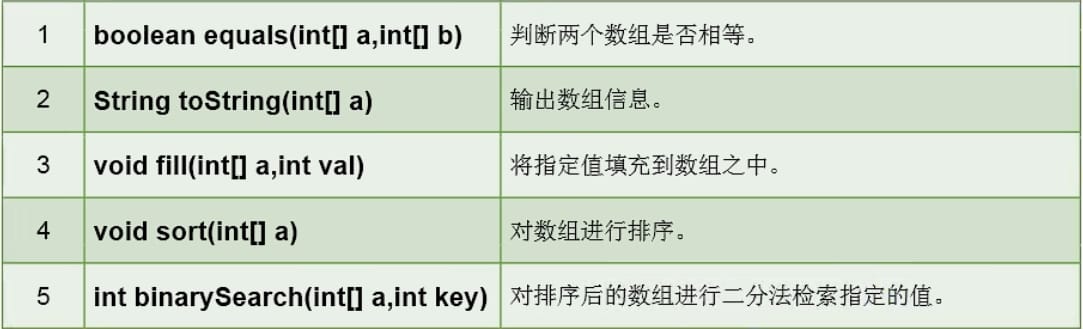 1 boolean equals(int[] a,int[] b) 判断两个数组是否相等。
2 String toString(int[] a) 输出数组信息。
3 void fill(int[] a,int val) 将指定值填充到数组之中。
4 void sort(int[] a) 对数组进行排序。
5 int binarySearch(int[] a,int key) 对排序后的数组进行二分法检索指定的值。